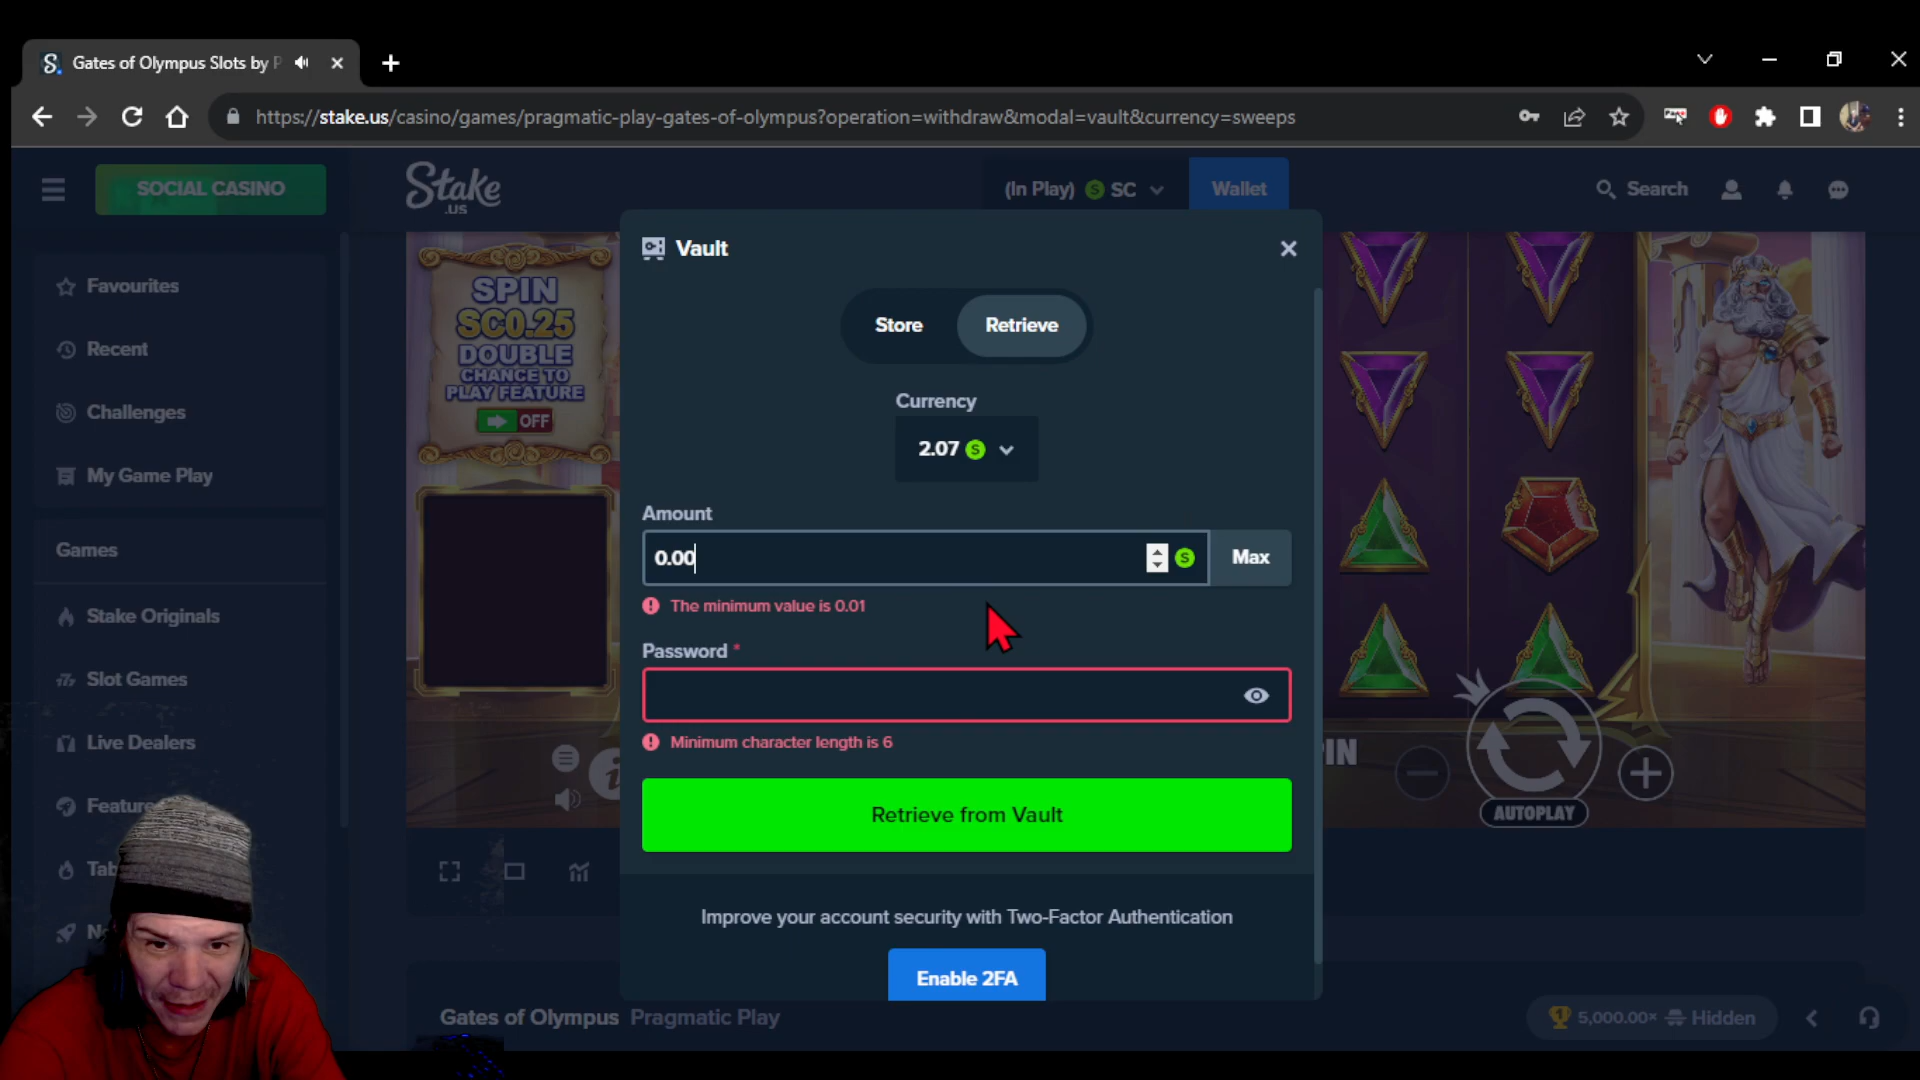 Gates of Olympus Slots by P
https://stake.us/casino/games/pragmatic-play-gates-of-olympus?operation=withdraw&modal=vault&currency=sweeps
SOCIAL CASINO
Stake
.US
(In Play) S SC
Wallet
Search
Favourites
Recent
Challenges
My Game Play
Games
Stake Originals
Slot Games
Live Dealers
Feature
Tab
SPIN
SC0.25
DOUBLE
CHANCE TO
PLAY FEATURE
OFF
Vault
Store
Retrieve
Currency
2.07 S
Amount
0.00
S
Max
The minimum value is 0.01
Password *
Minimum character length is 6
Retrieve from Vault
Improve your account security with Two-Factor Authentication
Enable 2FA
PIN
AUTOPLAY
Gates of Olympus Pragmatic Play
1 5,000.00× Hidden